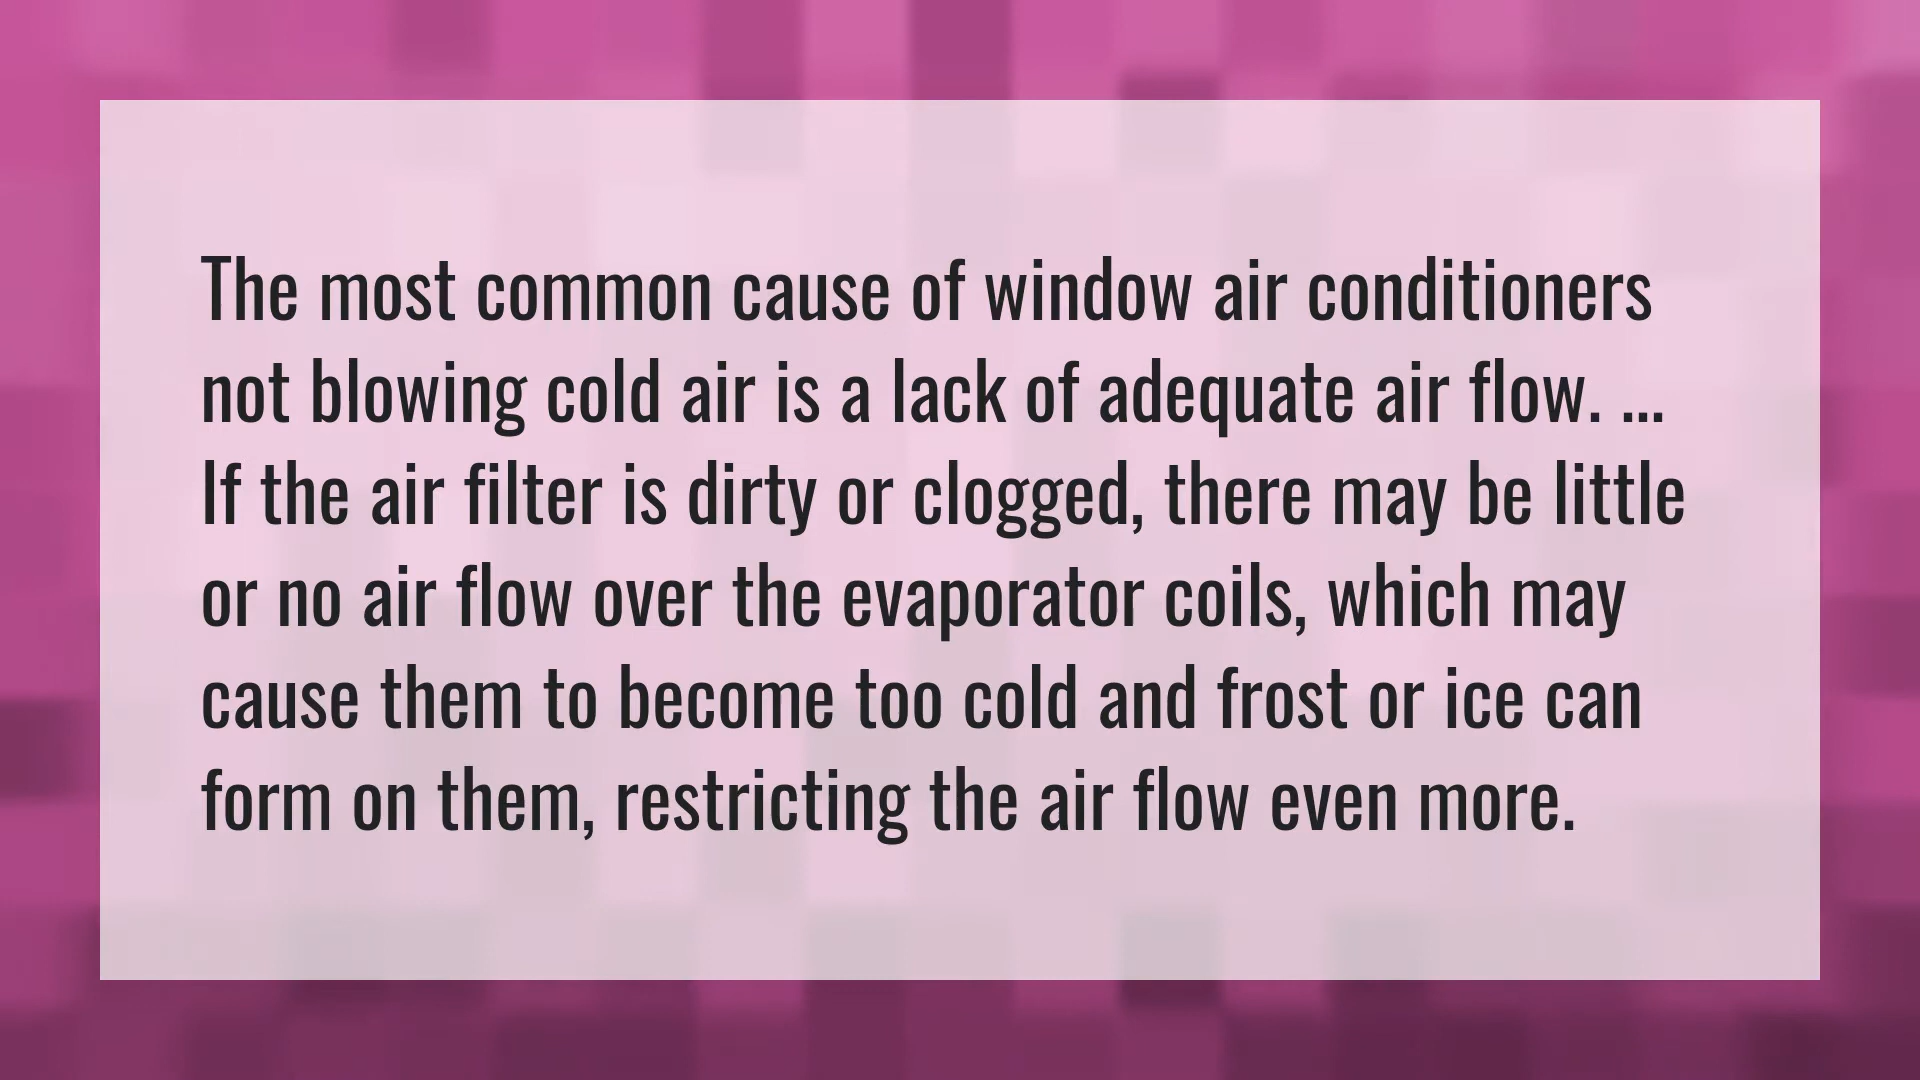 The most common cause of window air conditioners
not blowing cold air is a lack of adequate air flow. ...
If the air filter is dirty or clogged, there may be little
or no air flow over the evaporator coils, which may
cause them to become too cold and frost or ice can
form on them, restricting the air flow even more.